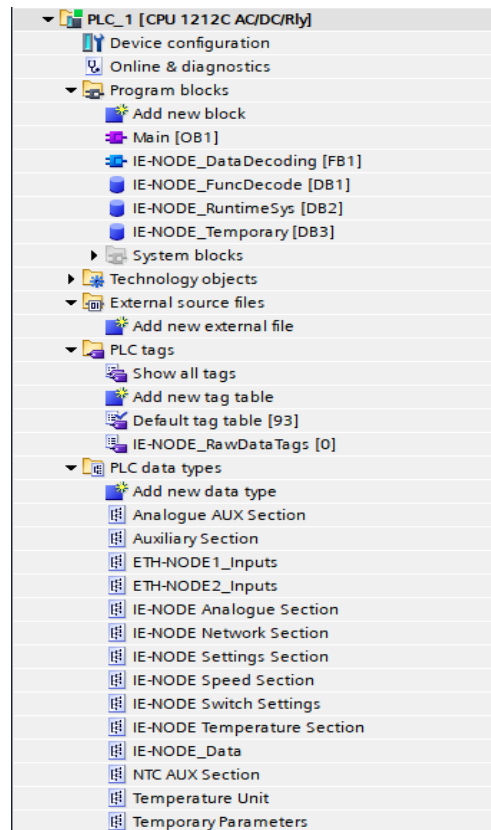 PLC_1 [CPU 1212C AC/DC/Rly]
Device configuration
Online & diagnostics
Program blocks
Add new block
Main [OB1]
IE-NODE_DataDecoding [FB1]
IE-NODE_FuncDecode [DB1]
IE-NODE_RuntimeSys [DB2]
IE-NODE_Temporary [DB3]
System blocks
Technology objects
External source files
Add new external file
PLC tags
Show all tags
Add new tag table
Default tag table [93]
IE-NODE_RawDataTags [0]
PLC data types
Add new data type
Analogue AUX Section
Auxiliary Section
ETH-NODE1_Inputs
ETH-NODE2_Inputs
IE-NODE Analogue Section
IE-NODE Network Section
IE-NODE Settings Section
IE-NODE Speed Section
IE-NODE Switch Settings
IE-NODE Temperature Section
IE-NODE_Data
NTC AUX Section
Temperature Unit
Temporary Parameters